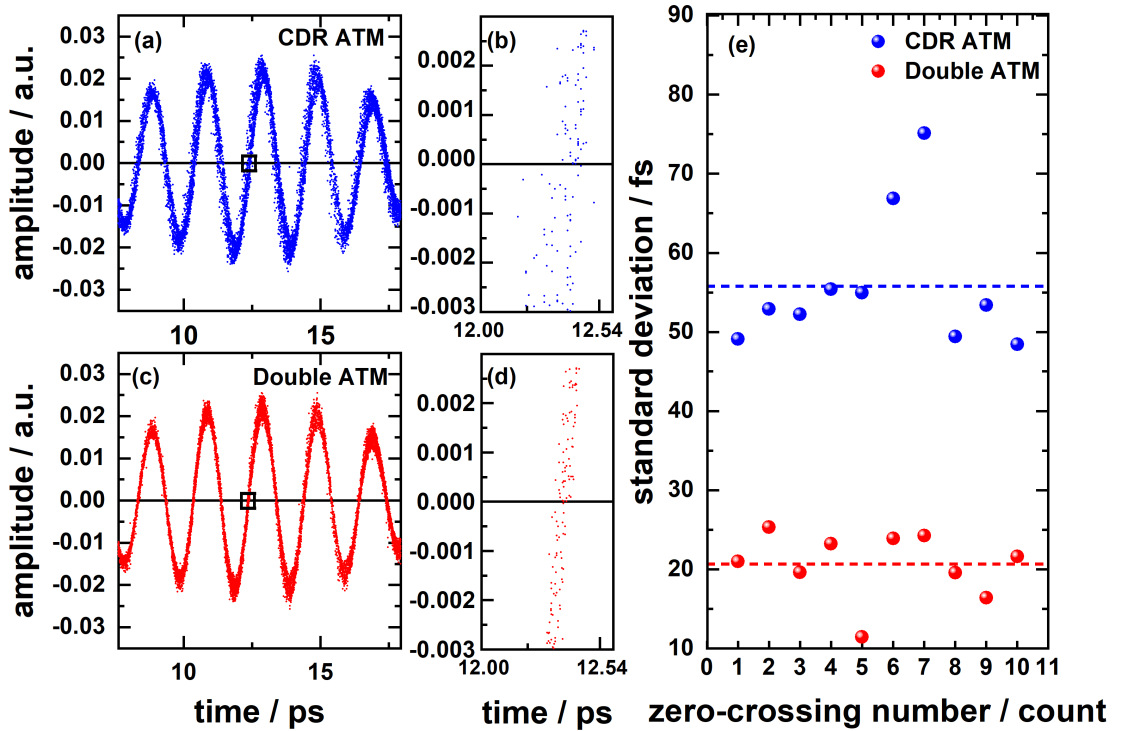 (a)
CDR ATM
amplitude / a.u.
0.03
0.02
0.01
0.00
-0.01
-0.02
-0.03
10
15
(b)
0.002
0.001
0.000
-0.001
-0.002
-0.003
12.00
12.54
(c)
Double ATM
amplitude / a.u.
0.03
0.02
0.01
0.00
-0.01
-0.02
-0.03
10
15
time / ps
(d)
0.002
0.001
0.000
-0.001
-0.002
-0.003
12.00
12.54
time / ps
(e)
CDR ATM
Double ATM
standard deviation / fs
90
80
70
60
50
40
30
20
10
0 1 2 3 4 5 6 7 8 9 10 11
zero-crossing number / count